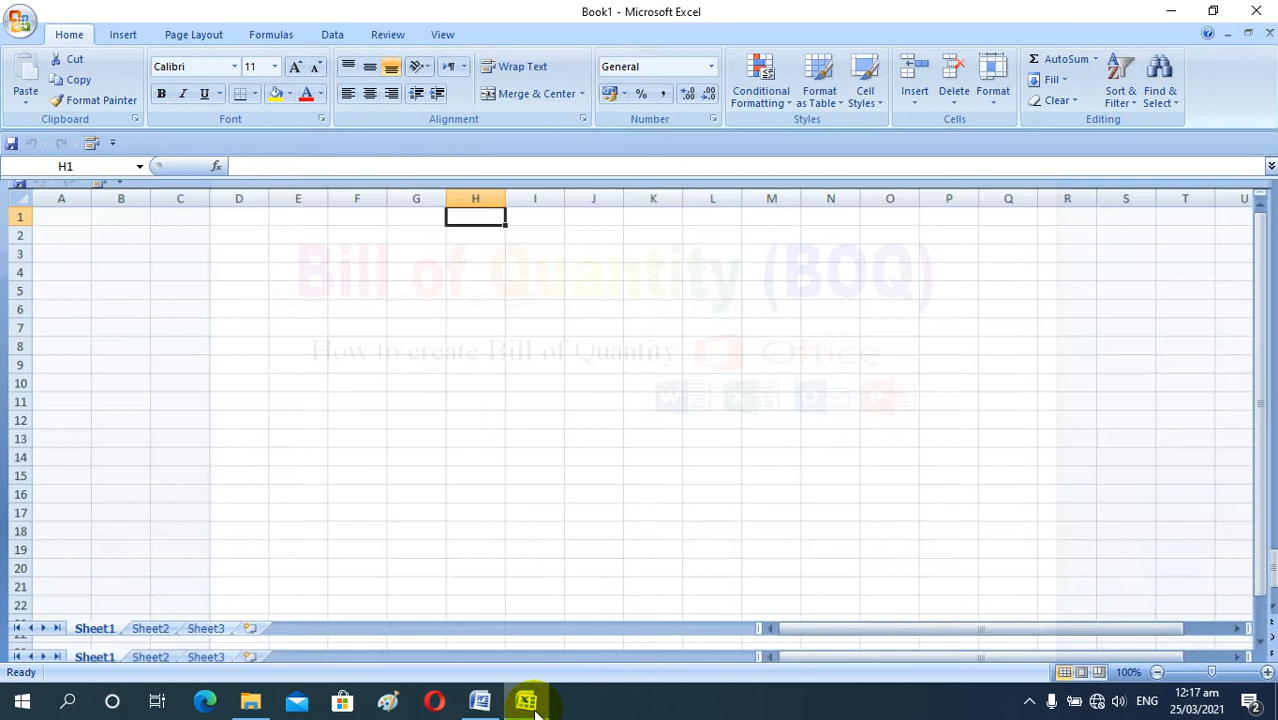 Book1 - Microsoft Excel
Home Insert Page Layout Formulas Data Review View
Cut
Copy
Format Painter
Paste
Clipboard
Calibri 11
B I U
Font
Wrap Text
Merge & Center
Alignment
General
Number
Conditional Formatting
Format as Table
Cell Styles
Styles
Insert Delete Format
Cells
AutoSum
Fill
Clear
Sort & Filter
Find & Select
Editing
H1 fx
A B C D E F G H I J K L M N O P Q R S T U
1
2
3
4
5
6
7
8
9
10
11
12
13
14
15
16
17
18
19
20
21
22
Bill of Quantity (BOQ)
How to create Bill of Quantity Office
Sheet1 Sheet2 Sheet3
Sheet1 Sheet2 Sheet3
Ready 100%
ENG 12:17 am
25/03/2021 2